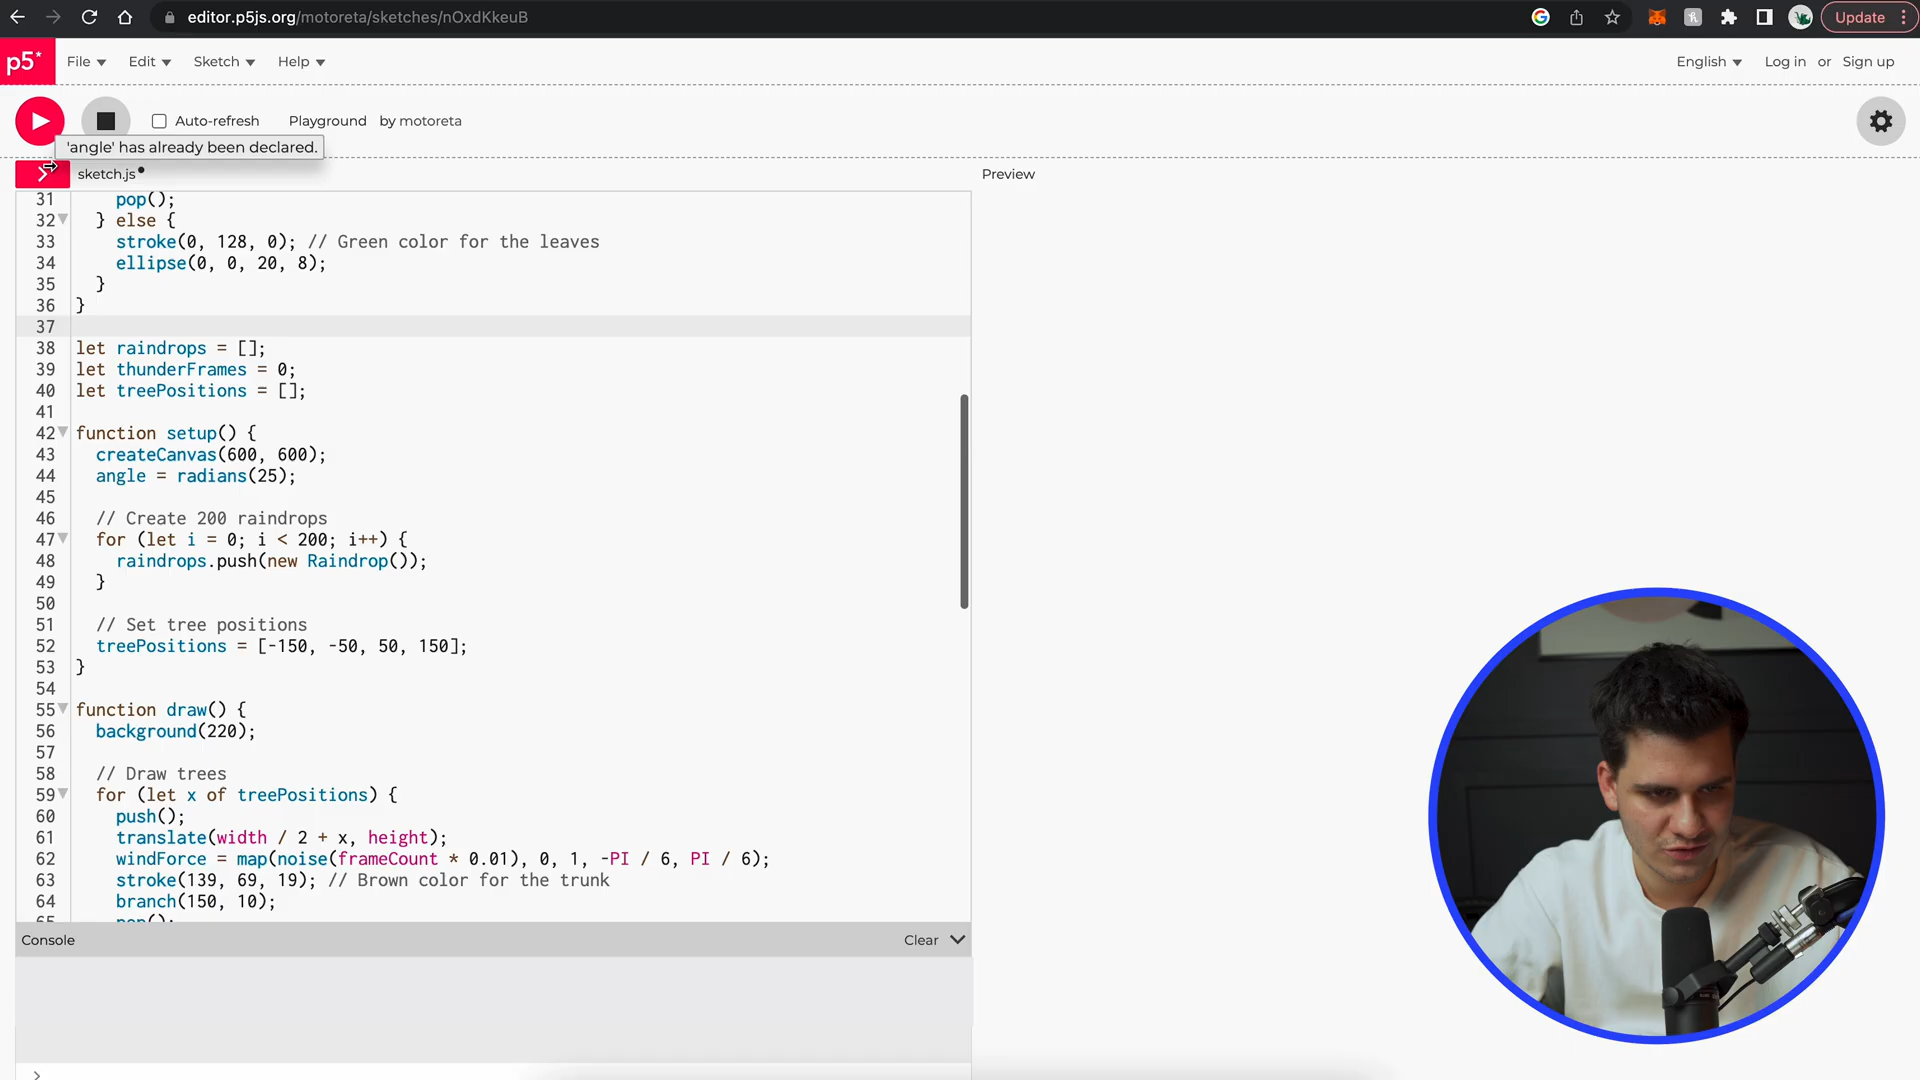 editor.p5js.org/motoreta/sketches/nOxdKkeuB
Update
p5*
File
Edit
Sketch
Help
English
Log in or Sign up
Auto-refresh
Playground by motoreta
'angle' has already been declared.
sketch.js
Preview
31 pop();
32 } else {
33 stroke(0, 128, 0); // Green color for the leaves
34 ellipse(0, 0, 20, 8);
35 }
36 }
37
38 let raindrops = [];
39 let thunderFrames = 0;
40 let treePositions = [];
41
42 function setup() {
43 createCanvas(600, 600);
44 angle = radians(25);
45
46 // Create 200 raindrops
47 for (let i = 0; i < 200; i++) {
48 raindrops.push(new Raindrop());
49 }
50
51 // Set tree positions
52 treePositions = [-150, -50, 50, 150];
53 }
54
55 function draw() {
56 background(220);
57
58 // Draw trees
59 for (let x of treePositions) {
60 push();
61 translate(width / 2 + x, height);
62 windForce = map(noise(frameCount * 0.01), 0, 1, -PI / 6, PI / 6);
63 stroke(139, 69, 19); // Brown color for the trunk
64 branch(150, 10);
65 pop();
Console
Clear
>